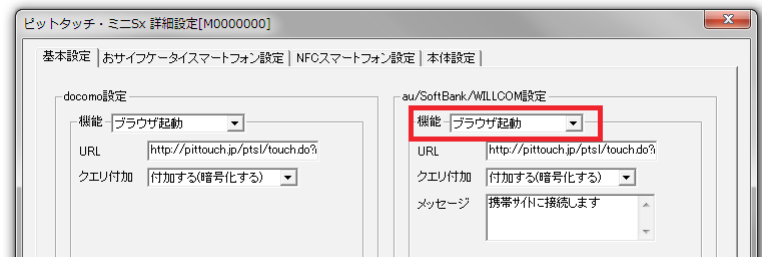 ピットタッチ・ミニSx 詳細設定[M0000000]
基本設定 おサイフケータイスマートフォン設定 NFCスマートフォン設定 本体設定
docomo設定
機能 ブラウザ起動
URL http://pittouch.jp/ptsl/touch.do?
クエリ付加 付加する(暗号化する)
au/SoftBank/WILLCOM設定
機能 ブラウザ起動
URL http://pittouch.jp/ptsl/touch.do?
クエリ付加 付加する(暗号化する)
メッセージ 携帯サイトに接続します